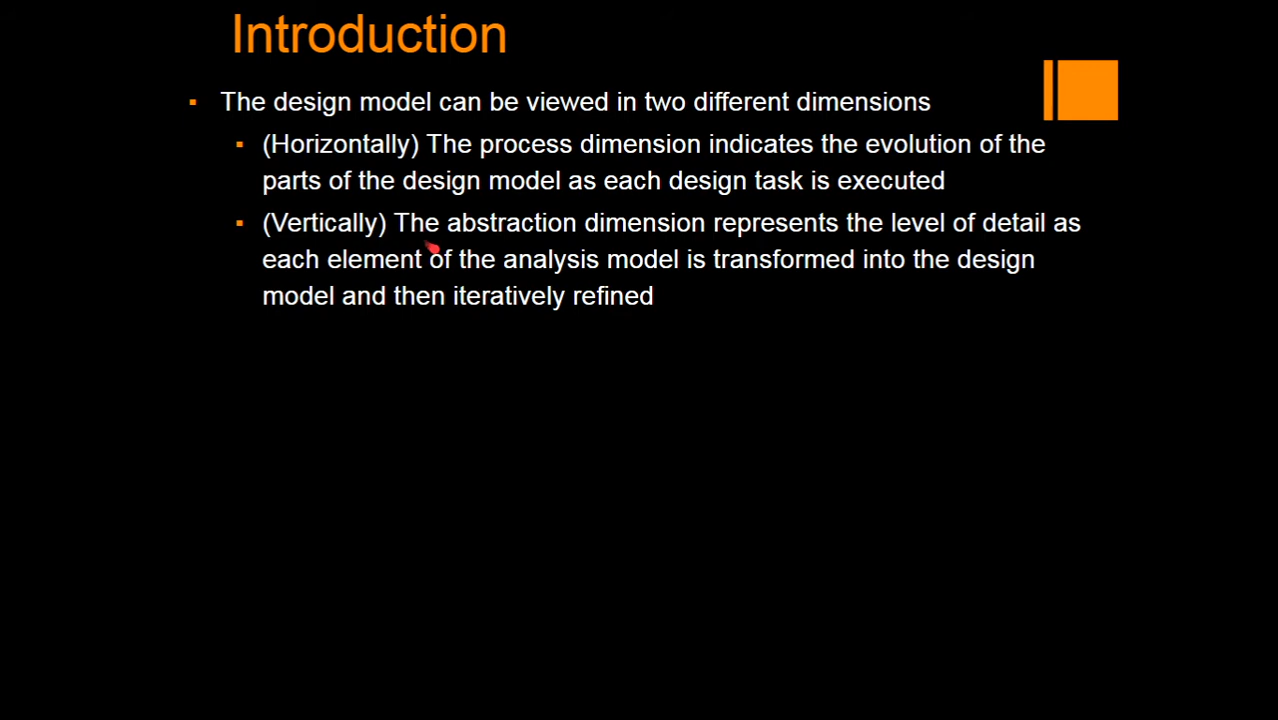 Introduction
▪ The design model can be viewed in two different dimensions
▪ (Horizontally) The process dimension indicates the evolution of the
parts of the design model as each design task is executed
▪ (Vertically) The abstraction dimension represents the level of detail as
each element of the analysis model is transformed into the design
model and then iteratively refined